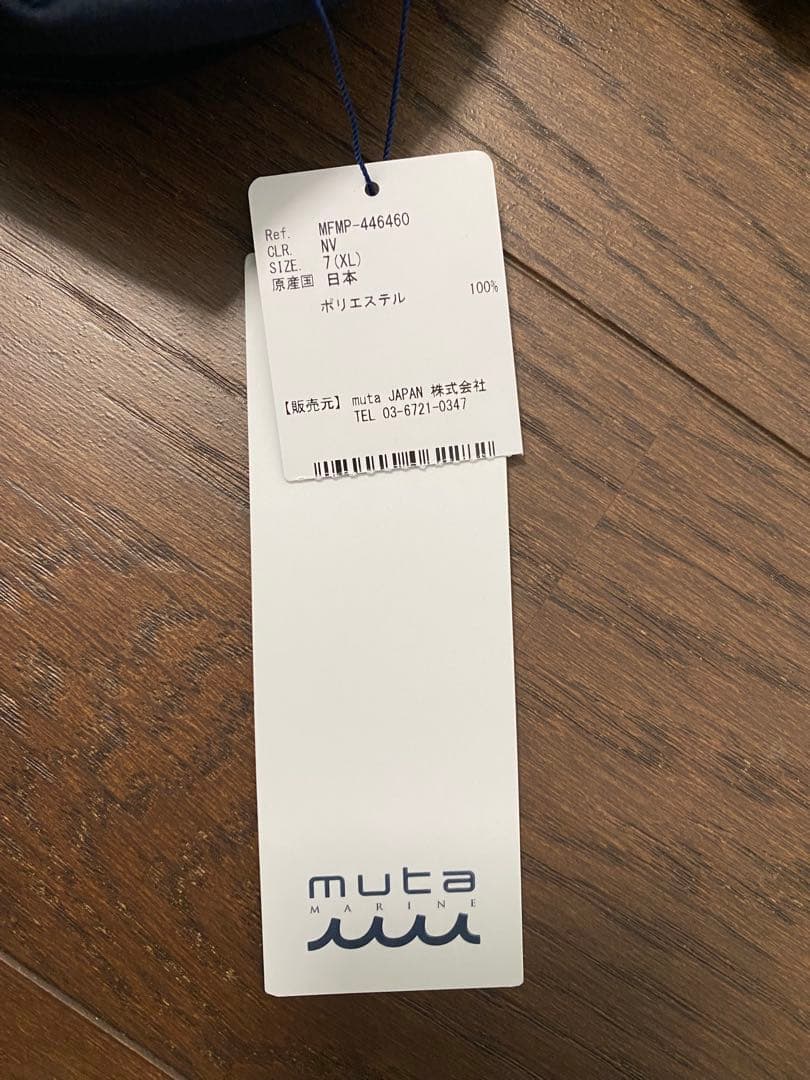 Ref. MFMP-446460
CLR. NV
SIZE. 7(XL)
原産国 日本
ポリエステル 100%
【販売元】 muta JAPAN 株式会社
TEL 03-6721-0347
muta
MARINE